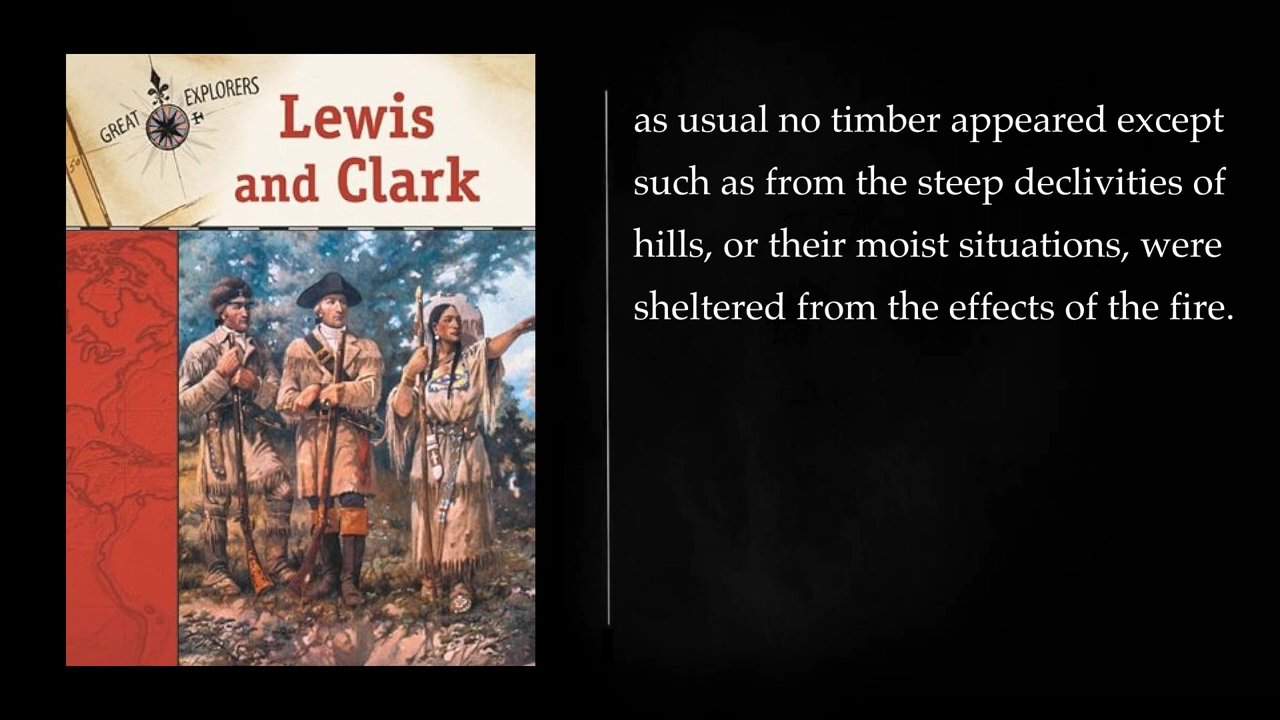 GREAT EXPLORERS
Lewis
and Clark
50
as usual no timber appeared except
such as from the steep declivities of
hills, or their moist situations, were
sheltered from the effects of the fire.